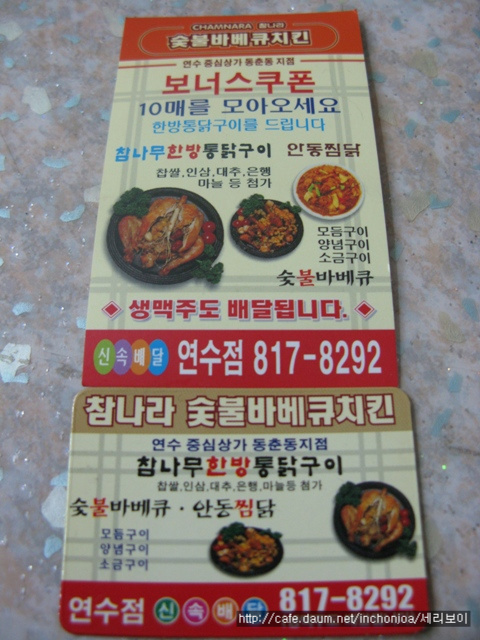 CHAMNARA 참나라
숯불바베큐치킨
연수 중심상가 동춘동 지점
보너스쿠폰
10매를 모아오세요
한방통닭구이를 드립니다
참나무한방통닭구이 안동찜닭
찹쌀,인삼,대추,은행
마늘 등 첨가
모듬구이
양념구이
소금구이
숯불바베큐
◈ 생맥주도 배달됩니다. ◈
신속배달 연수점 817-8292
참나라 숯불바베큐치킨
연수 중심상가 동춘동지점
참나무한방통닭구이
찹쌀,인삼,대추,은행,마늘등 첨가
숯불바베큐·안동찜닭
모듬구이
양념구이
소금구이
연수점 신속배달 817-8292
http://cafe.daum.net/inchonjoa/세리보이